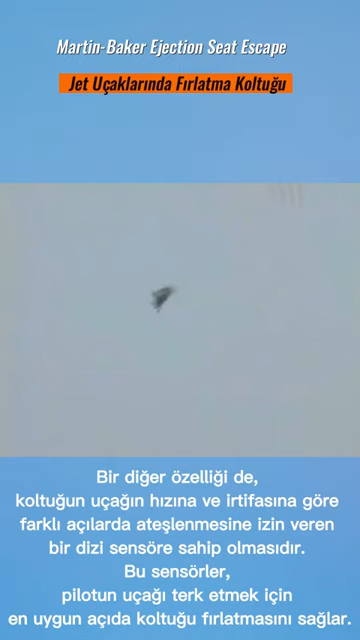 Martin-Baker Ejection Seat Escape
Jet Uçaklarında Fırlatma Koltuğu
Bir diğer özelliği de,
koltuğun uçağın hızına ve irtifasına göre
farklı açılarda ateşlenmesine izin veren
bir dizi sensöre sahip olmasıdır.
Bu sensörler,
pilotun uçağı terk etmek için
en uygun açıda koltuğu fırlatmasını sağlar.